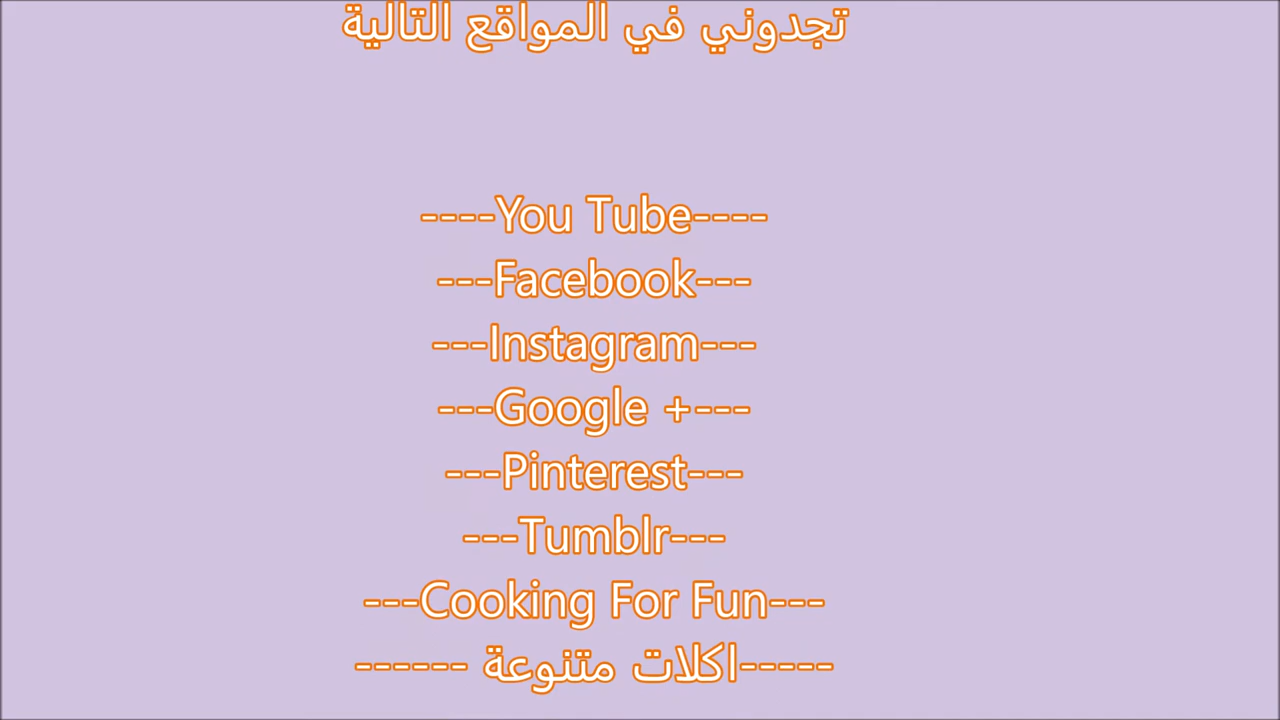 تجدوني في المواقع التالية
----You Tube----
---Facebook---
---Instagram---
---Google +---
---Pinterest---
---Tumblr---
---Cooking For Fun---
-----اكلات متنوعة ------